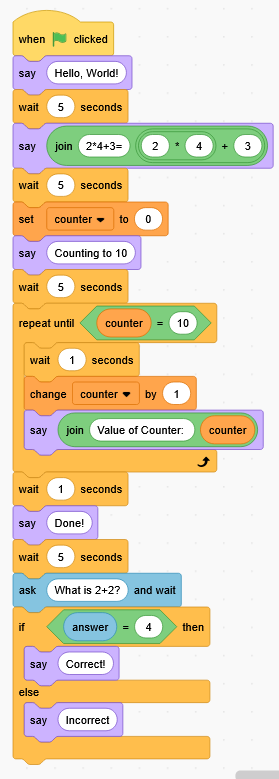 when clicked
say Hello, World!
wait 5 seconds
say join 2*4+3= 2 * 4 + 3
wait 5 seconds
set counter to 0
say Counting to 10
wait 5 seconds
repeat until counter = 10
wait 1 seconds
change counter by 1
say join Value of Counter: counter
wait 1 seconds
say Done!
wait 5 seconds
ask What is 2+2? and wait
if answer = 4 then
say Correct!
else
say Incorrect